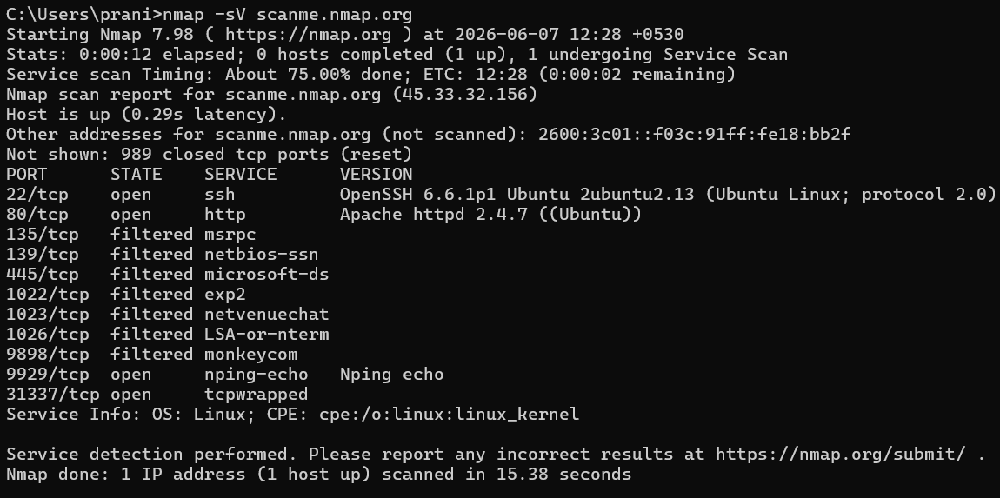 C:\Users\prani>nmap -sV scanme.nmap.org
Starting Nmap 7.98 ( https://nmap.org ) at 2026-06-07 12:28 +0530
Stats: 0:00:12 elapsed; 0 hosts completed (1 up), 1 undergoing Service Scan
Service scan Timing: About 75.00% done; ETC: 12:28 (0:00:02 remaining)
Nmap scan report for scanme.nmap.org (45.33.32.156)
Host is up (0.29s latency).
Other addresses for scanme.nmap.org (not scanned): 2600:3c01::f03c:91ff:fe18:bb2f
Not shown: 989 closed tcp ports (reset)
PORT      STATE    SERVICE      VERSION
22/tcp    open     ssh          OpenSSH 6.6.1p1 Ubuntu 2ubuntu2.13 (Ubuntu Linux; protocol 2.0)
80/tcp    open     http         Apache httpd 2.4.7 ((Ubuntu))
135/tcp   filtered msrpc
139/tcp   filtered netbios-ssn
445/tcp   filtered microsoft-ds
1022/tcp  filtered exp2
1023/tcp  filtered netvenuechat
1026/tcp  filtered LSA-or-nterm
9898/tcp  filtered monkeycom
9929/tcp  open     nping-echo   Nping echo
31337/tcp open     tcpwrapped
Service Info: OS: Linux; CPE: cpe:/o:linux:linux_kernel

Service detection performed. Please report any incorrect results at https://nmap.org/submit/ .
Nmap done: 1 IP address (1 host up) scanned in 15.38 seconds